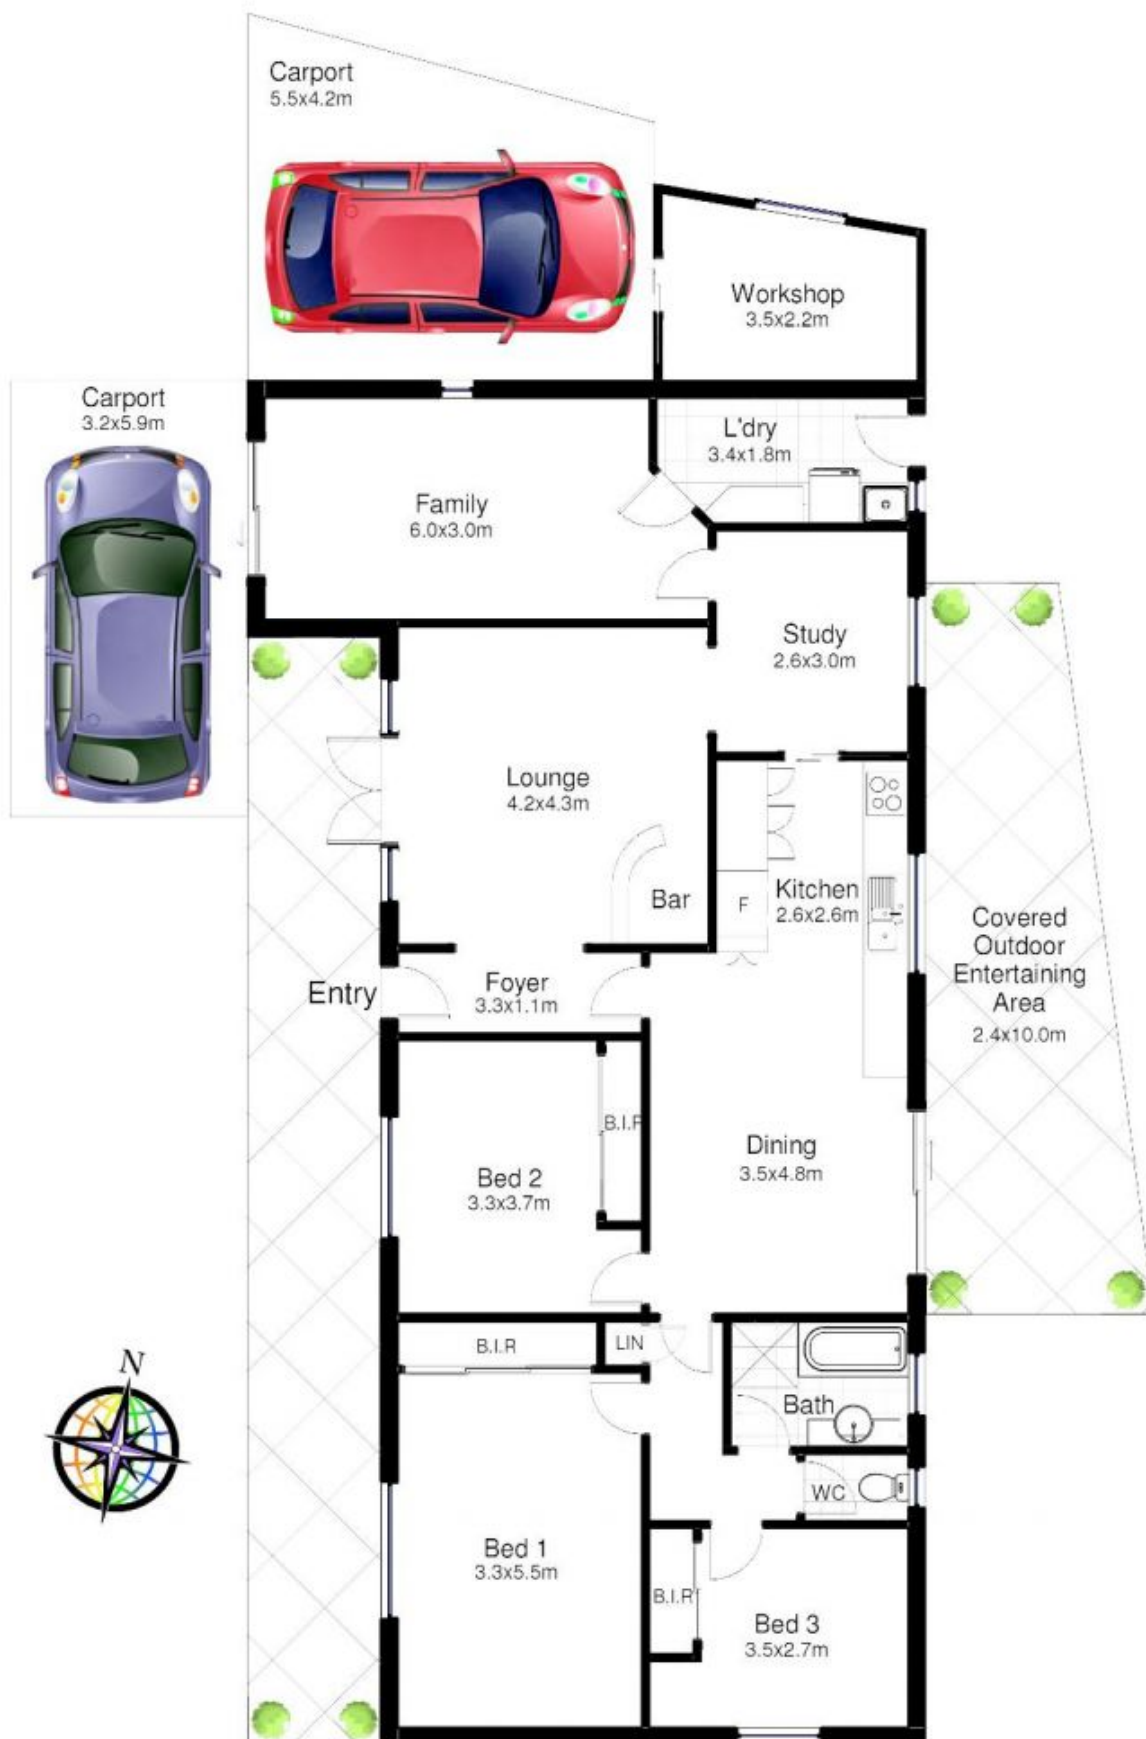 Carport
5.5x4.2m
Workshop
3.5x2.2m
Carport
3.2x5.9m
L'dry
3.4x1.8m
Family
6.0x3.0m
Study
2.6x3.0m
Lounge
4.2x4.3m
Bar
Kitchen
2.6x2.6m
F
Covered
Outdoor
Entertaining
Area
2.4x10.0m
Entry
Foyer
3.3x1.1m
B.I.R
Bed 2
3.3x3.7m
Dining
3.5x4.8m
B.I.R
LIN
N
Bath
WC
Bed 1
3.3x5.5m
B.I.R
Bed 3
3.5x2.7m